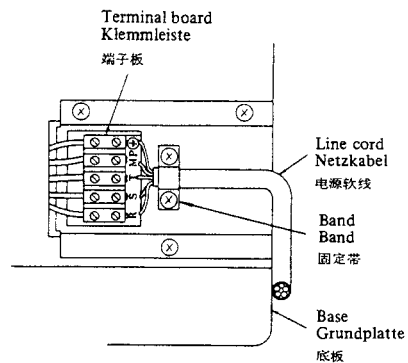 Terminal board
Klemmleiste
端子板
MP
T
S
R
Line cord
Netzkabel
电源软线
Band
Band
固定带
Base
Grundplatte
底板